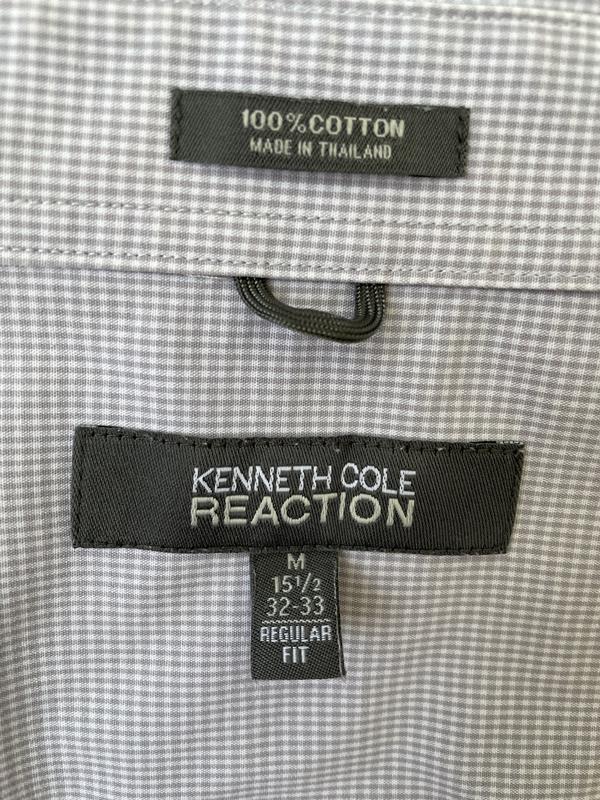 100%COTTON
MADE IN THAILAND
KENNETH COLE
REACTION
M
15 1/2
32-33
REGULAR
FIT